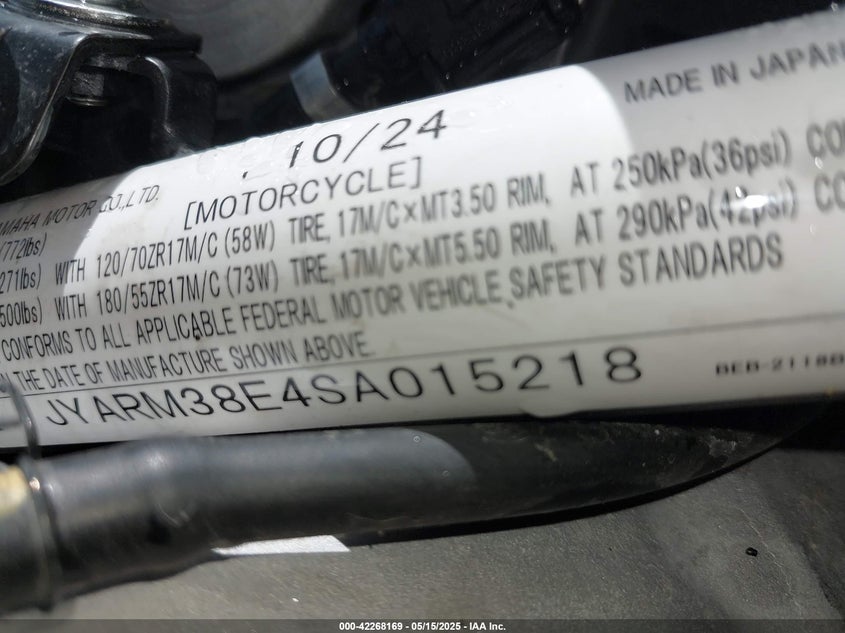 10/24
MADE IN JAPAN
YAMAHA MOTOR CO.,LTD.
[MOTORCYCLE]
(772lbs)
271lbs) WITH 120/70ZR17M/C (58W) TIRE, 17M/C×MT3.50 RIM, AT 250kPa(36psi)
500lbs) WITH 180/55ZR17M/C (73W) TIRE, 17M/C×MT5.50 RIM, AT 290kPa(42psi)
CONFORMS TO ALL APPLICABLE FEDERAL MOTOR VEHICLE SAFETY STANDARDS
THE DATE OF MANUFACTURE SHOWN ABOVE
JYARM38E4SA015218
000-42268169 - 05/15/2025 - IAA Inc.